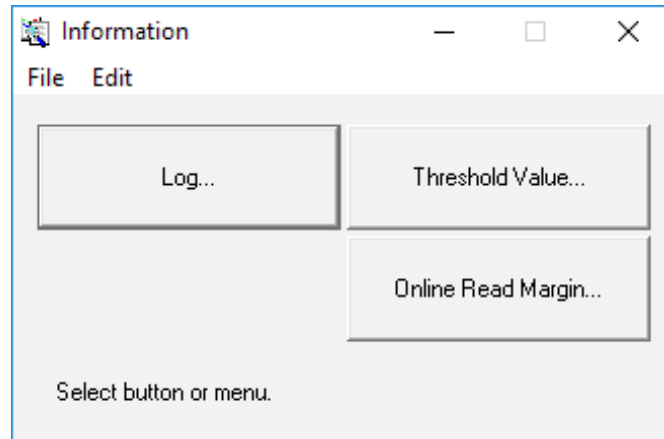 Information
File Edit
Log... Threshold Value...
Online Read Margin...
Select button or menu.